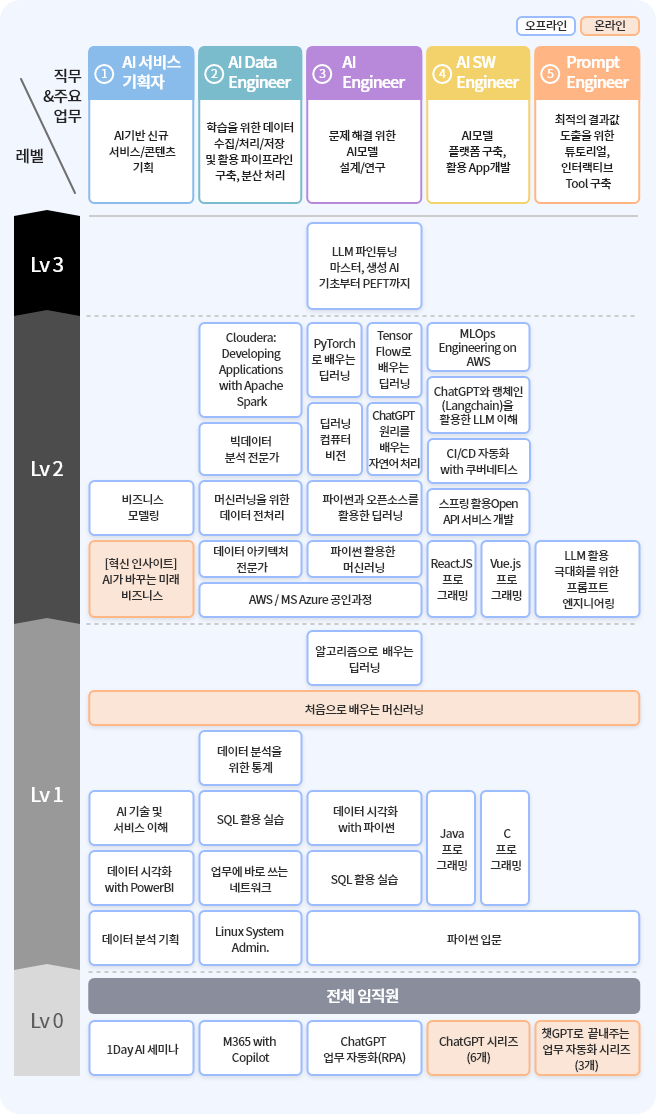 오프라인
온라인
직무
&주요
업무
레벨
1
AI 서비스
기획자
2
AI Data
Engineer
3
AI
Engineer
4
AI SW
Engineer
5
Prompt
Engineer
AI기반 신규
서비스/콘텐츠
기획
학습을 위한 데이터
수집/처리/저장
및 활용 파이프라인
구축, 분산 처리
문제 해결 위한
AI모델
설계/연구
AI모델
플랫폼 구축,
활용 App개발
최적의 결과값
도출을 위한
튜토리얼,
인터랙티브
Tool 구축
Lv 3
LLM 파인튜닝
마스터, 생성 AI
기초부터 PEFT까지
Lv 2
Cloudera:
Developing
Applications
with Apache
Spark
PyTorch
로 배우는
딥러닝
Tensor
Flow로
배우는
딥러닝
MLOps
Engineering on
AWS
ChatGPT와 랭체인
(Langchain)을
활용한 LLM 이해
빅데이터
분석 전문가
딥러닝
컴퓨터
비전
ChatGPT
원리를
배우는
자연어 처리
CI/CD 자동화
with 쿠버네티스
비즈니스
모델링
머신러닝을 위한
데이터 전처리
파이썬과 오픈소스를
활용한 딥러닝
스프링 활용Open
API 서비스 개발
[혁신 인사이트]
AI가 바꾸는 미래
비즈니스
데이터 아키텍처
전문가
파이썬 활용한
머신러닝
AWS / MS Azure 공인과정
ReactJS
프로
그래밍
Vue.js
프로
그래밍
LLM 활용
극대화를 위한
프롬프트
엔지니어링
Lv 1
알고리즘으로 배우는
딥러닝
처음으로 배우는 머신러닝
데이터 분석을
위한 통계
AI 기술 및
서비스 이해
SQL 활용 실습
데이터 시각화
with 파이썬
Java
프로
그래밍
C
프로
그래밍
데이터 시각화
with PowerBI
업무에 바로 쓰는
네트워크
SQL 활용 실습
데이터 분석 기획
Linux System
Admin.
파이썬 입문
Lv 0
전체 임직원
1Day AI 세미나
M365 with
Copilot
ChatGPT
업무 자동화(RPA)
ChatGPT 시리즈
(6개)
챗GPT로 끝내주는
업무 자동화 시리즈
(3개)